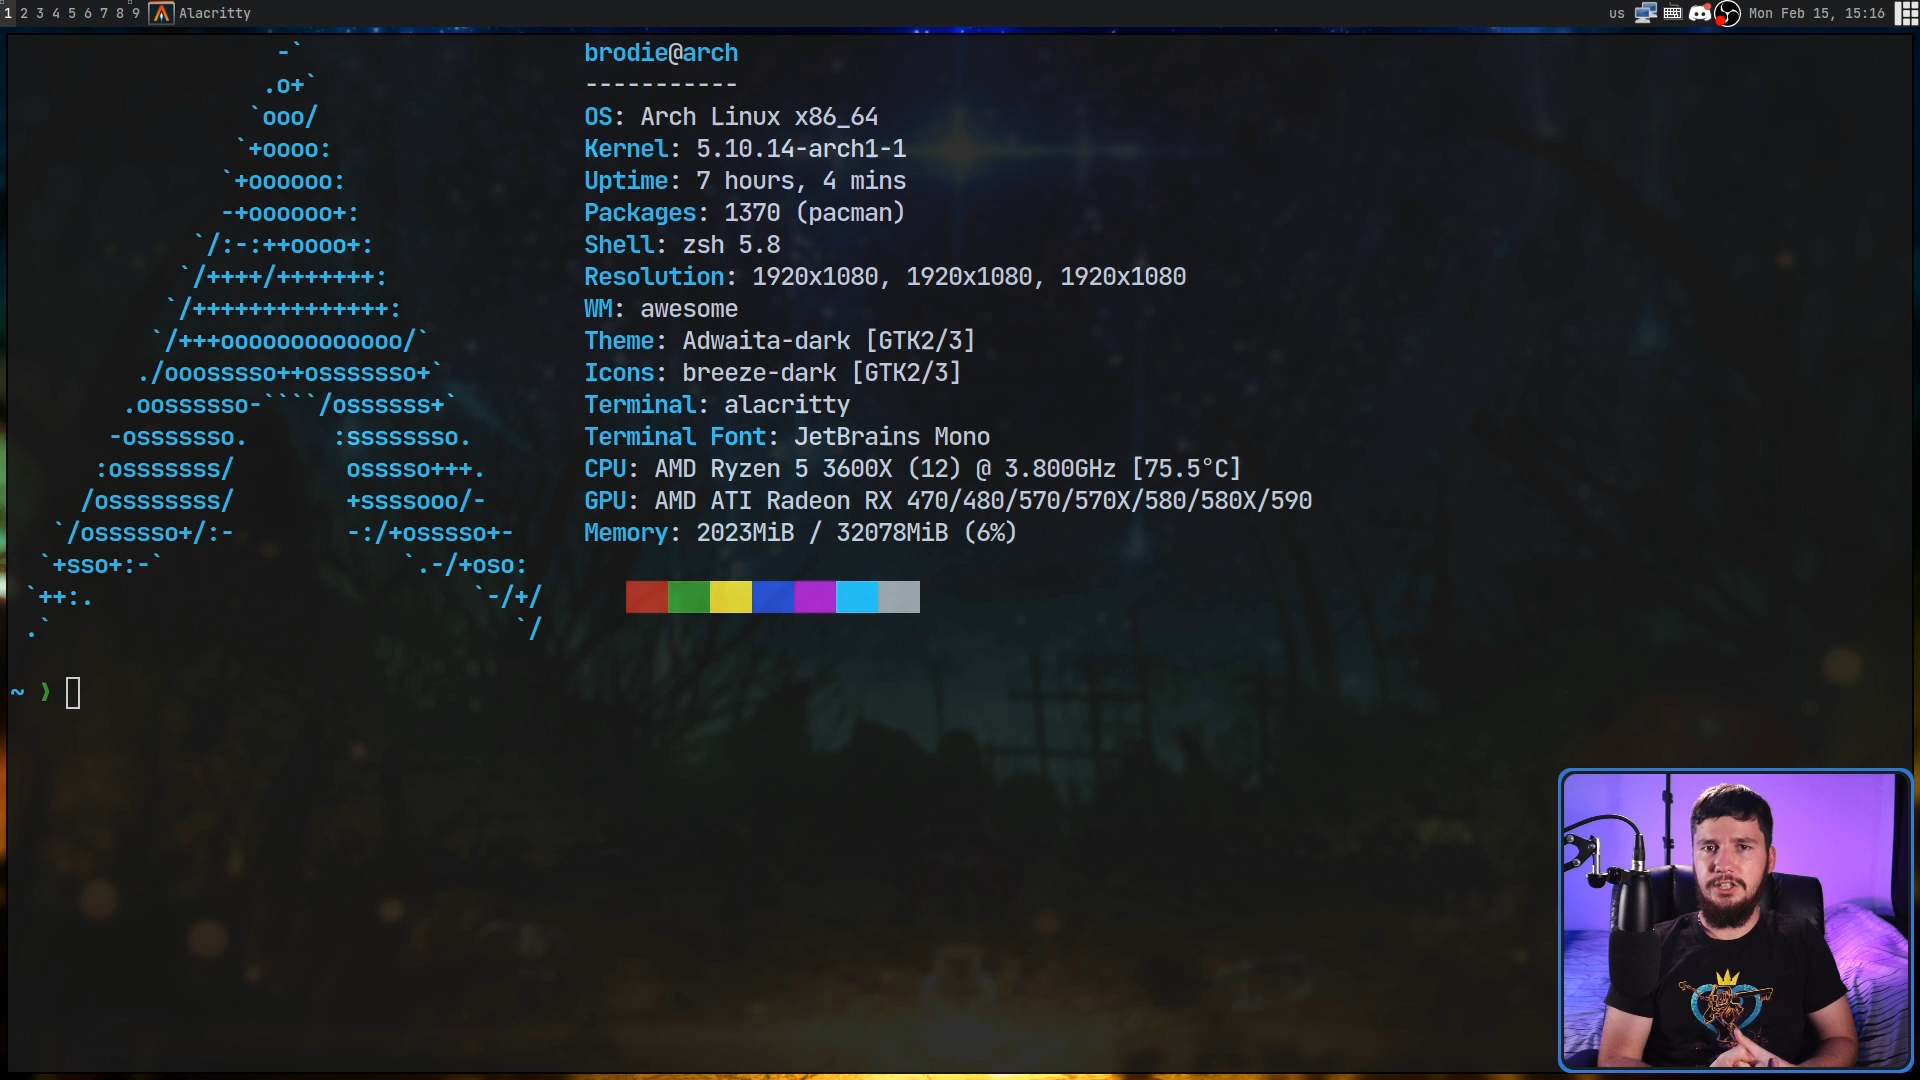 1 2 3 4 5 6 7 8 9 Alacritty
us Mon Feb 15, 15:16
brodie@arch
-----------
OS: Arch Linux x86_64
Kernel: 5.10.14-arch1-1
Uptime: 7 hours, 4 mins
Packages: 1370 (pacman)
Shell: zsh 5.8
Resolution: 1920x1080, 1920x1080, 1920x1080
WM: awesome
Theme: Adwaita-dark [GTK2/3]
Icons: breeze-dark [GTK2/3]
Terminal: alacritty
Terminal Font: JetBrains Mono
CPU: AMD Ryzen 5 3600X (12) @ 3.800GHz [75.5°C]
GPU: AMD ATI Radeon RX 470/480/570/570X/580/580X/590
Memory: 2023MiB / 32078MiB (6%)
~ ❯